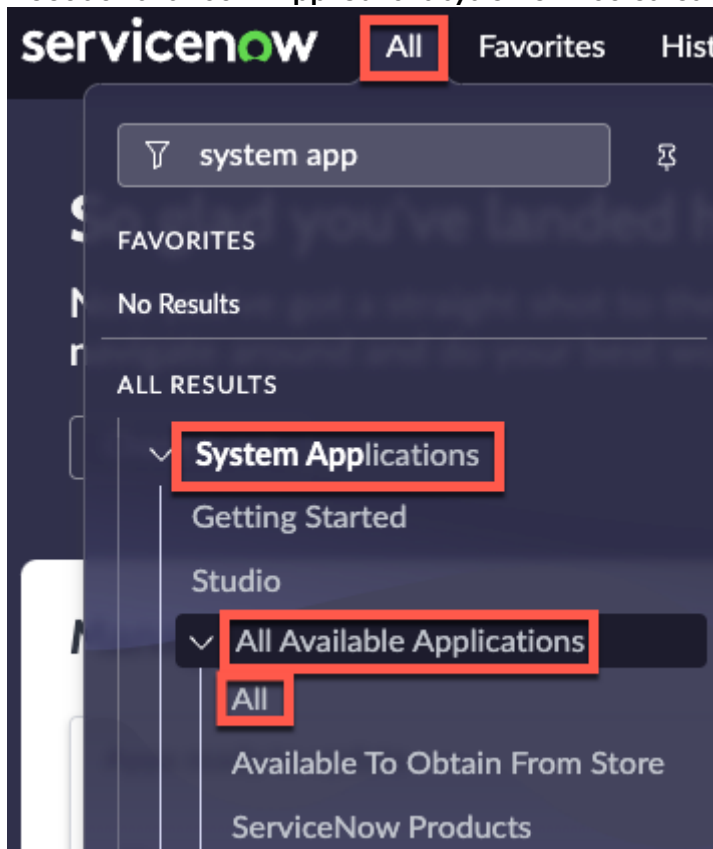 servicenow All Favorites Hist
system app
FAVORITES
No Results
ALL RESULTS
System Applications
Getting Started
Studio
All Available Applications
All
Available To Obtain From Store
ServiceNow Products